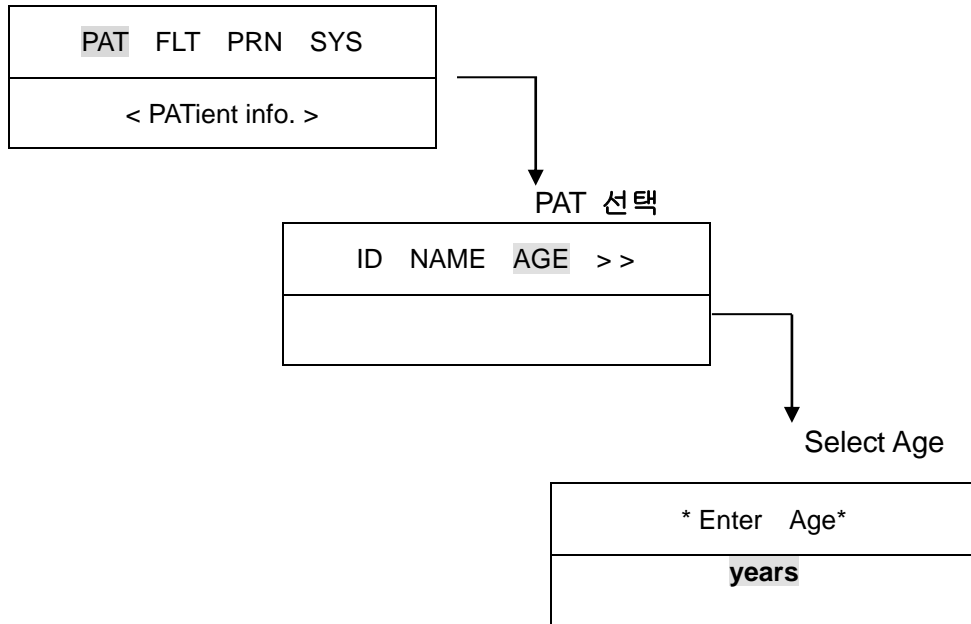 PAT FLT PRN SYS
< PATient info. >
PAT 선택
ID NAME AGE > >
Select Age
* Enter Age*
years